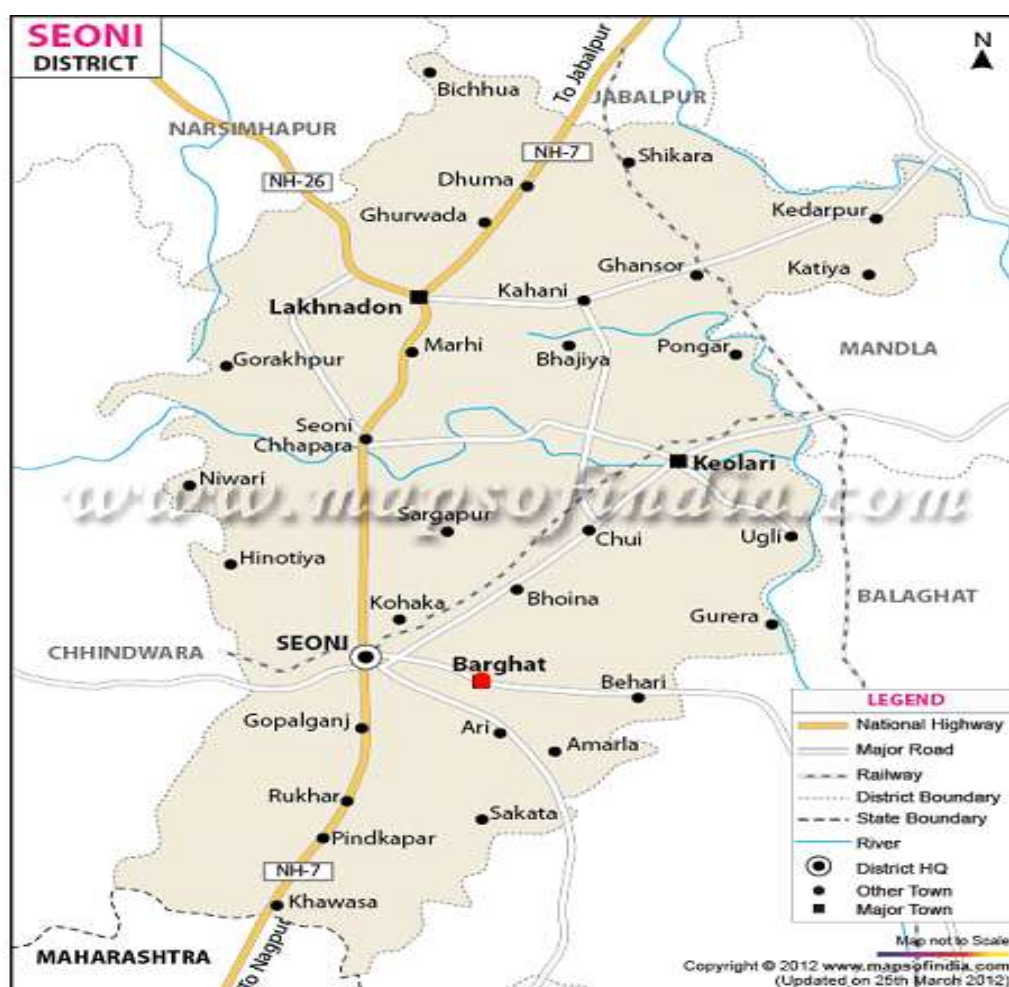 SEONI
DISTRICT
N
Bichhua
To Jabalpur
JABALPUR
NARSIMHAPUR
NH-7
Shikara
NH-26
Dhuma
Ghurwada
Kedarpur
Ghansor
Katiya
Lakhnadon
Kahani
Marhi
Bhajiya
Pongar
MANDLA
Gorakhpur
Seoni
Chhapara
Keolari
Niwari
www.mapsofindia.com
Sargapur
Chui
Ugli
Hinotiya
Bhoina
BALAGHAT
Kohaka
Gurera
CHHINDWARA
SEONI
Barghat
Behari
Gopalganj
Ari
Amarla
Rukhar
Sakata
Pindkapar
NH-7
Khawasa
MAHARASHTRA
To Nagpur
LEGEND
National Highway
Major Road
Railway
District Boundary
State Boundary
River
District HQ
Other Town
Major Town
Map not to Scale
Copyright © 2012 www.mapsofindia.com
(Updated on 25th March 2012)